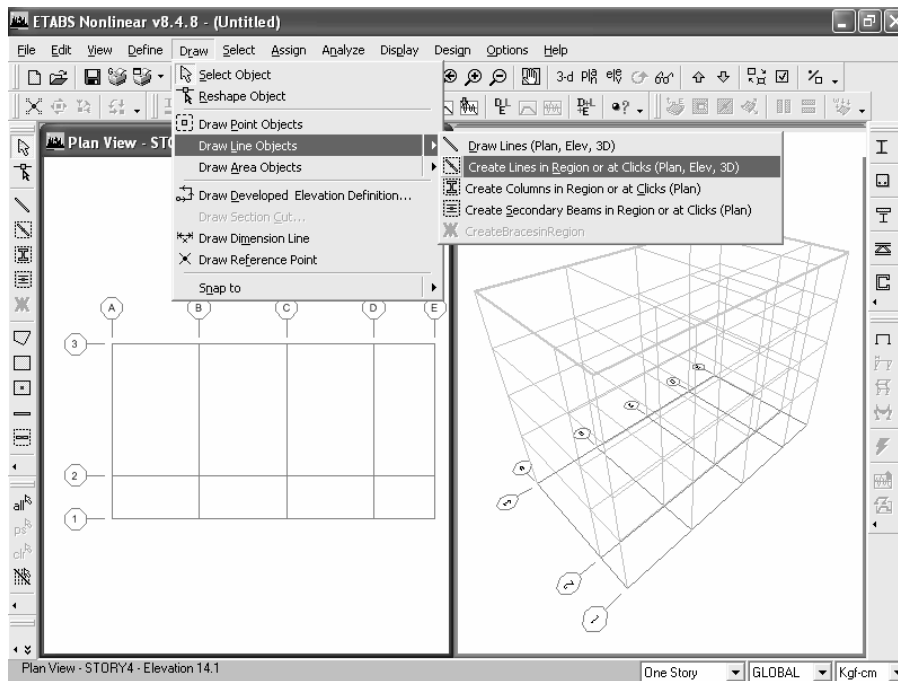 ETABS Nonlinear v8.4.8 - (Untitled)
File Edit View Define Draw Select Assign Analyze Display Design Options Help
3-d
all
ps
clr
Plan View - ST
Select Object
Reshape Object
Draw Point Objects
Draw Line Objects
Draw Area Objects
Draw Developed Elevation Definition...
Draw Section Cut...
Draw Dimension Line
Draw Reference Point
Snap to
Draw Lines (Plan, Elev, 3D)
Create Lines in Region or at Clicks (Plan, Elev, 3D)
Create Columns in Region or at Clicks (Plan)
Create Secondary Beams in Region or at Clicks (Plan)
CreateBracesinRegion
A B C D E
3
2
1
Plan View - STORY4 - Elevation 14.1
One Story GLOBAL Kgf-cm